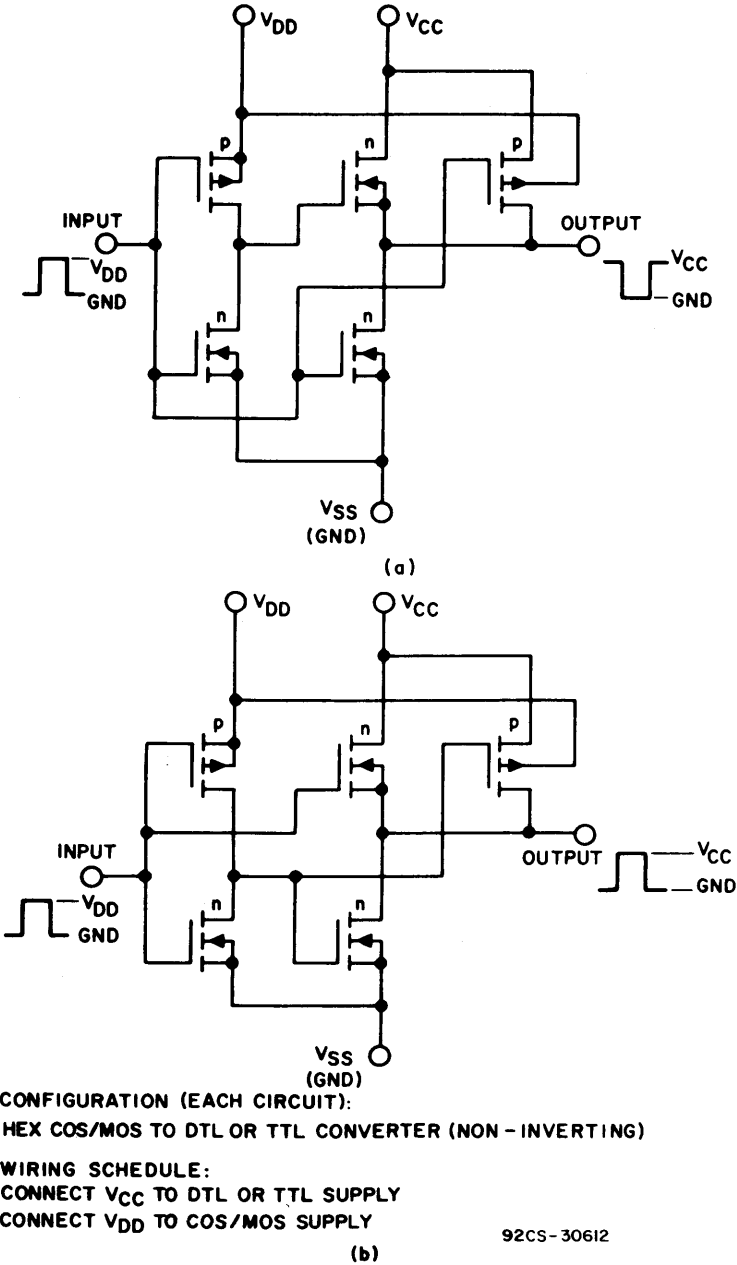 VDD
VCC
p
n
p
INPUT
OUTPUT
VDD
GND
VCC
GND
n
n
VSS
(GND)
(a)
VDD
VCC
p
n
p
INPUT
OUTPUT
VCC
GND
VDD
GND
n
n
VSS
(GND)
CONFIGURATION (EACH CIRCUIT):
HEX COS/MOS TO DTL OR TTL CONVERTER (NON-INVERTING)
WIRING SCHEDULE:
CONNECT VCC TO DTL OR TTL SUPPLY
CONNECT VDD TO COS/MOS SUPPLY
92CS-30612
(b)